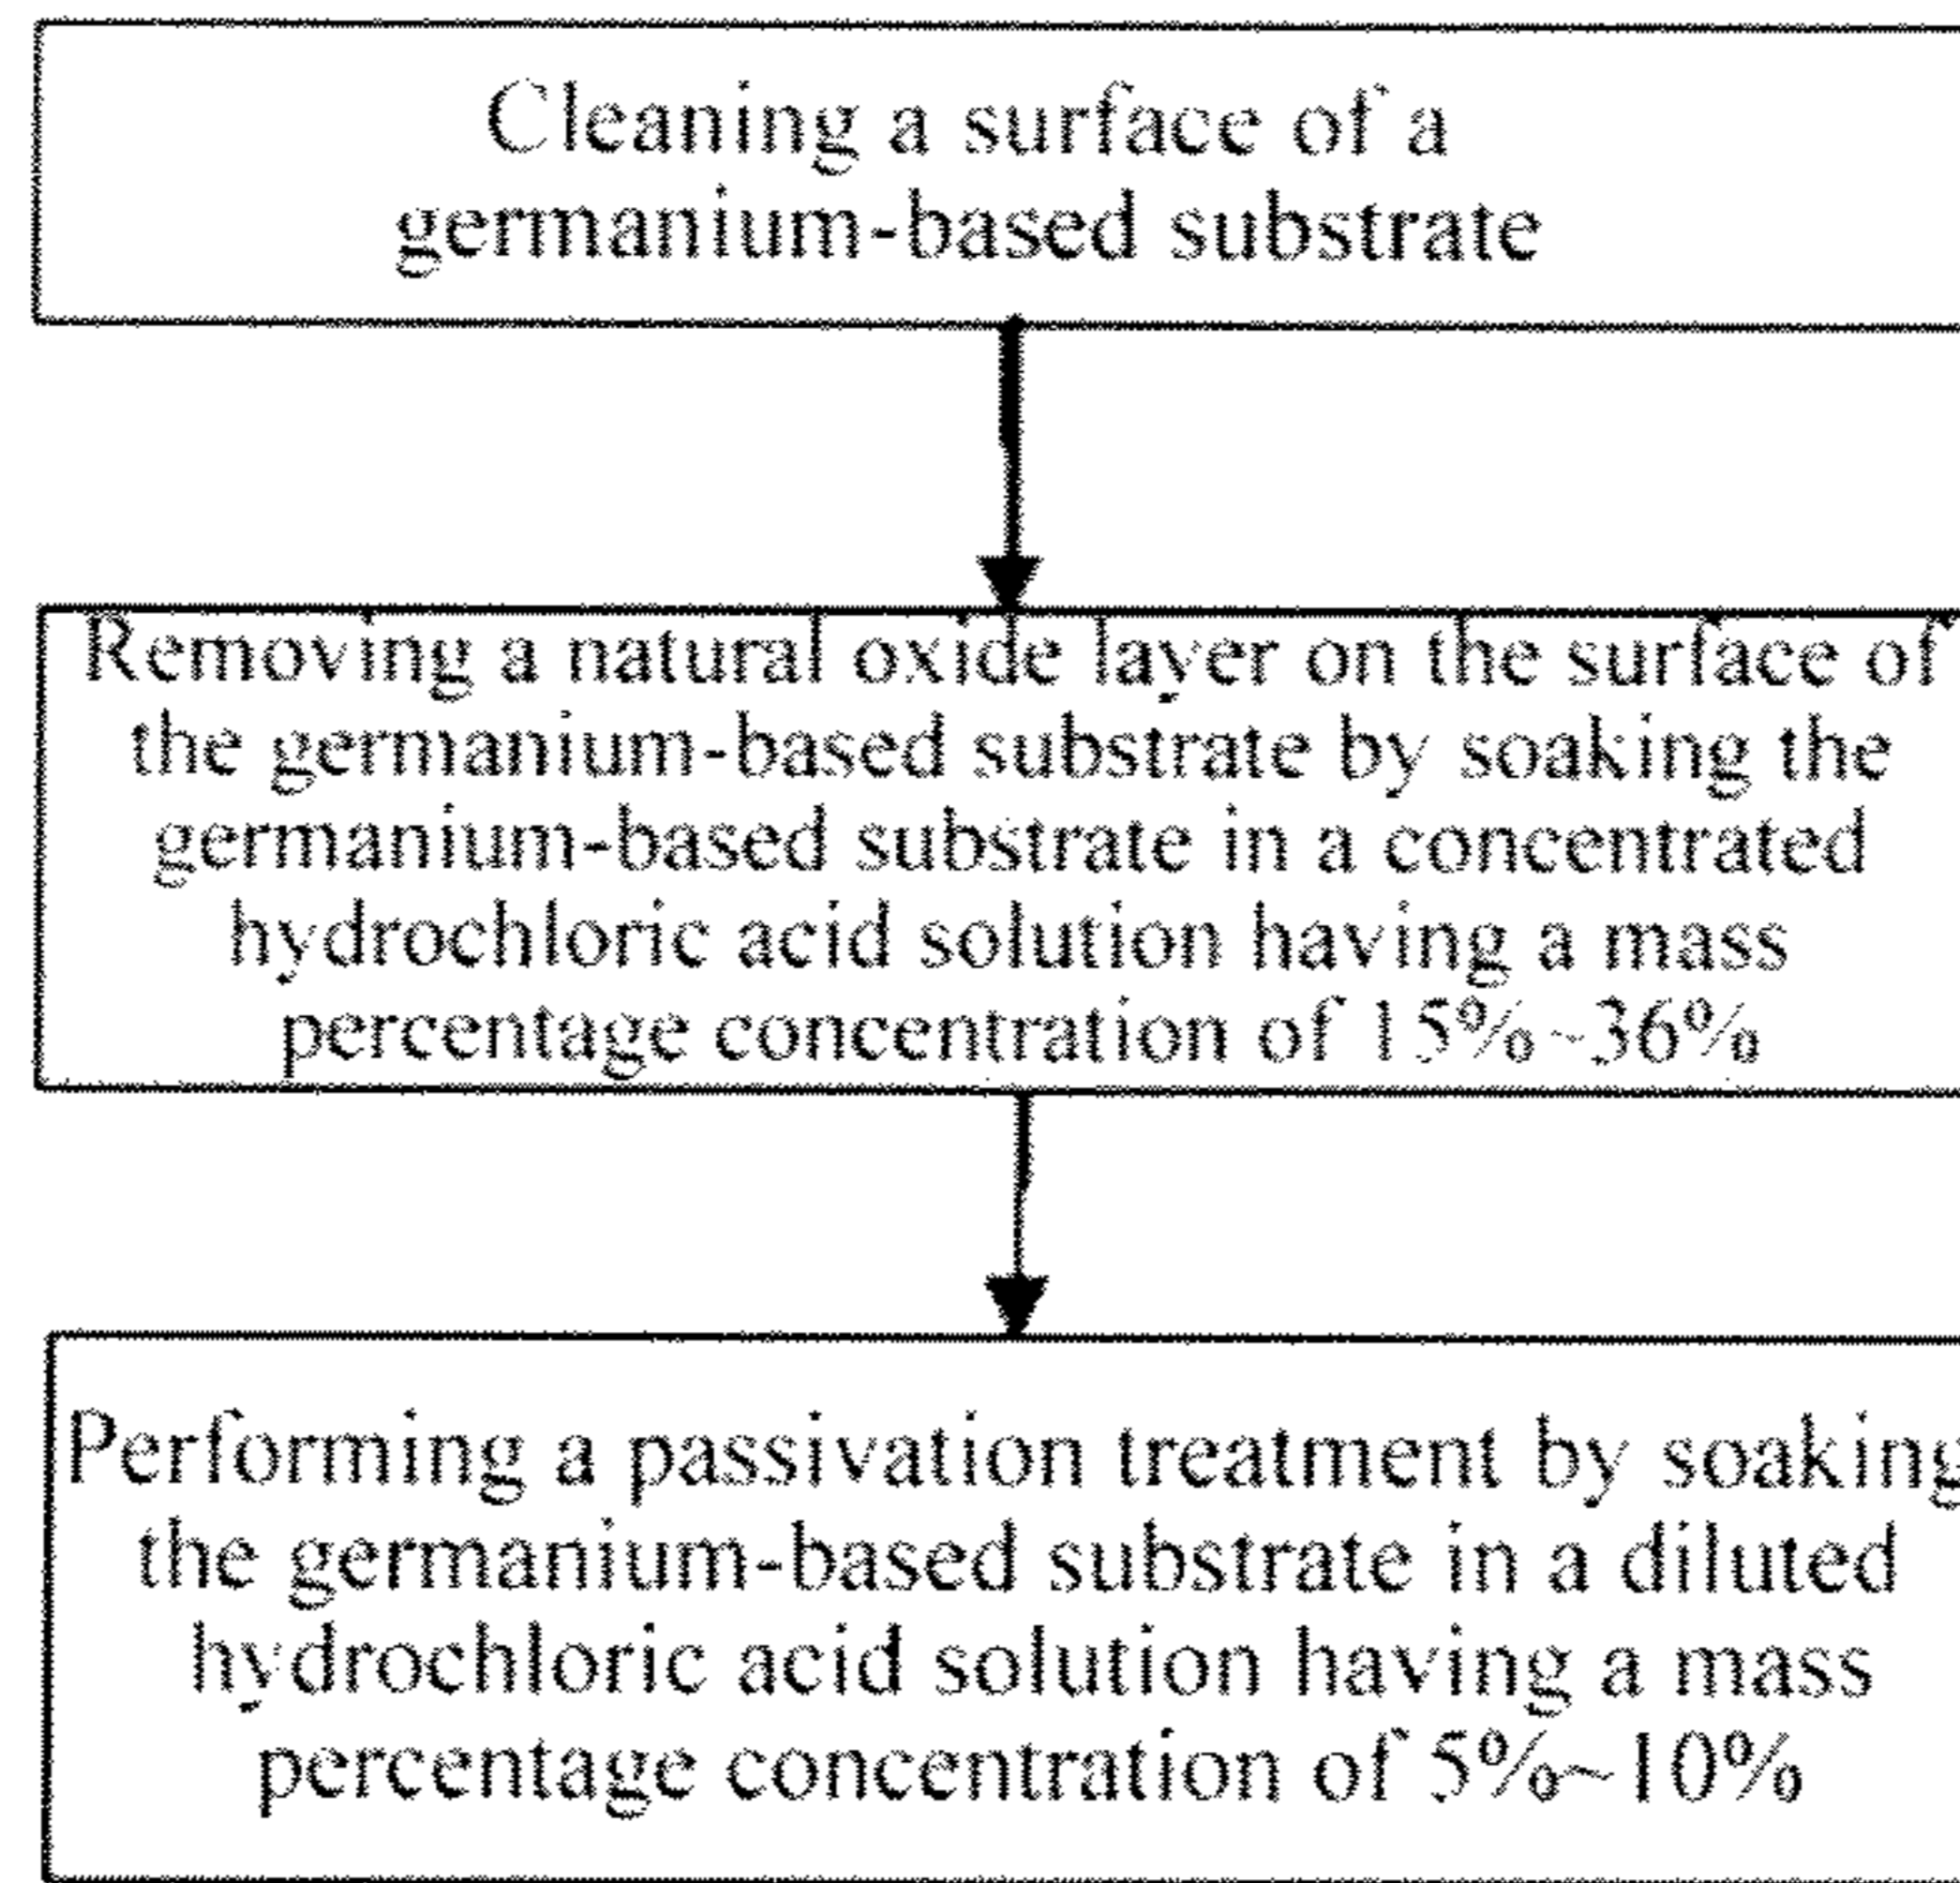 Cleaning a surface of a
germanium-based substrate
Removing a natural oxide layer on the surface of
the germanium-based substrate by soaking the
germanium-based substrate in a concentrated
hydrochloric acid solution having a mass
percentage concentration of 15%~36%
Performing a passivation treatment by soaking
the germanium-based substrate in a diluted
hydrochloric acid solution having a mass
percentage concentration of 5%~10%